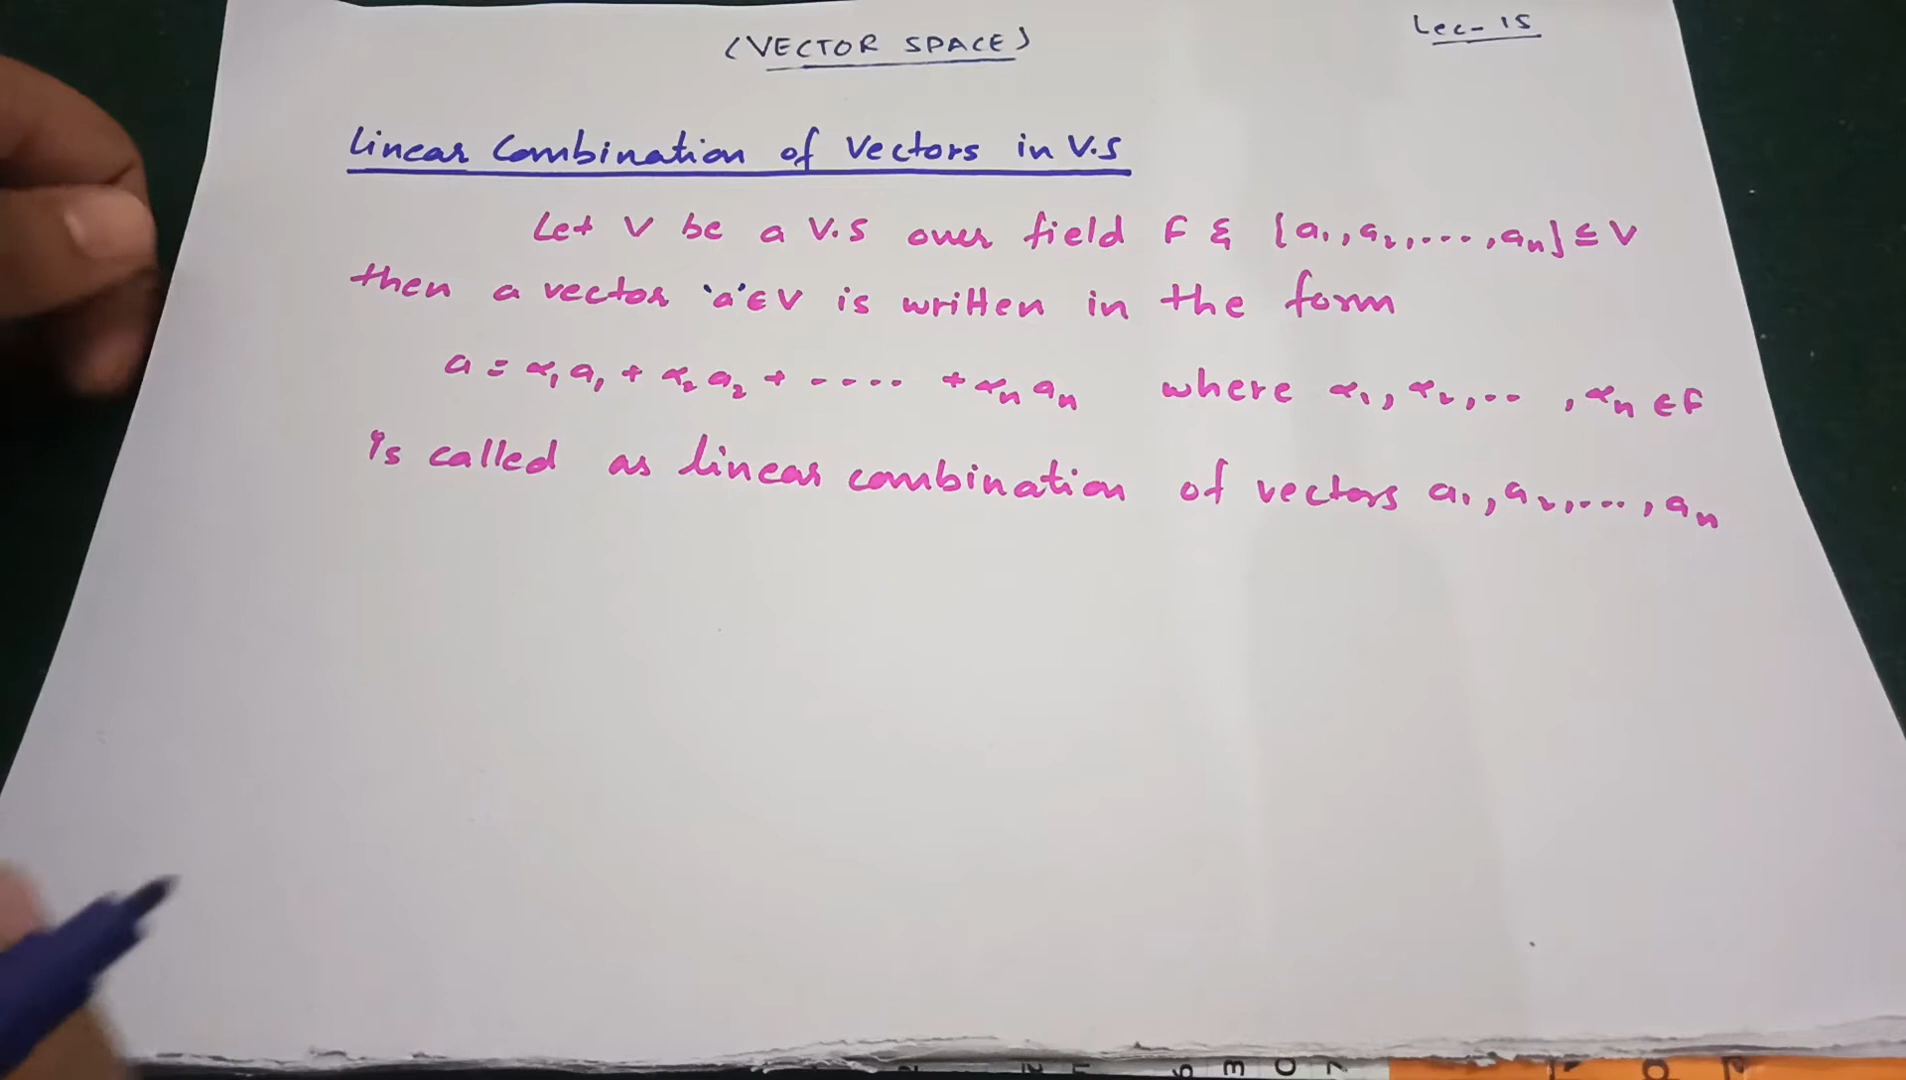 (VECTOR SPACE)
Lec-15
Linear Combination of Vectors in V.S
Let V be a V.S over field F & {a₁,a₂,....,aₙ} ⊆ V
then a vector 'a'∈V is written in the form
a = α₁a₁ + α₂a₂ + ---- + αₙaₙ where α₁,α₂,.. ,αₙ ∈ F
is called as linear combination of vectors a₁,a₂,...,aₙ